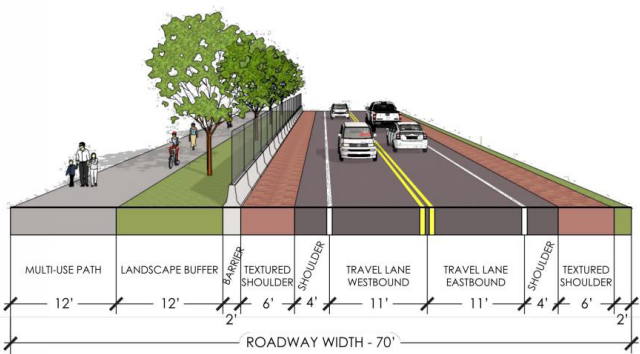 MULTI-USE PATH
LANDSCAPE BUFFER
BARRIER
TEXTURED
SHOULDER
SHOULDER
TRAVEL LANE
WESTBOUND
TRAVEL LANE
EASTBOUND
SHOULDER
TEXTURED
SHOULDER
12'
12'
2'
6'
4'
11'
11'
4'
6'
2'
ROADWAY WIDTH - 70'